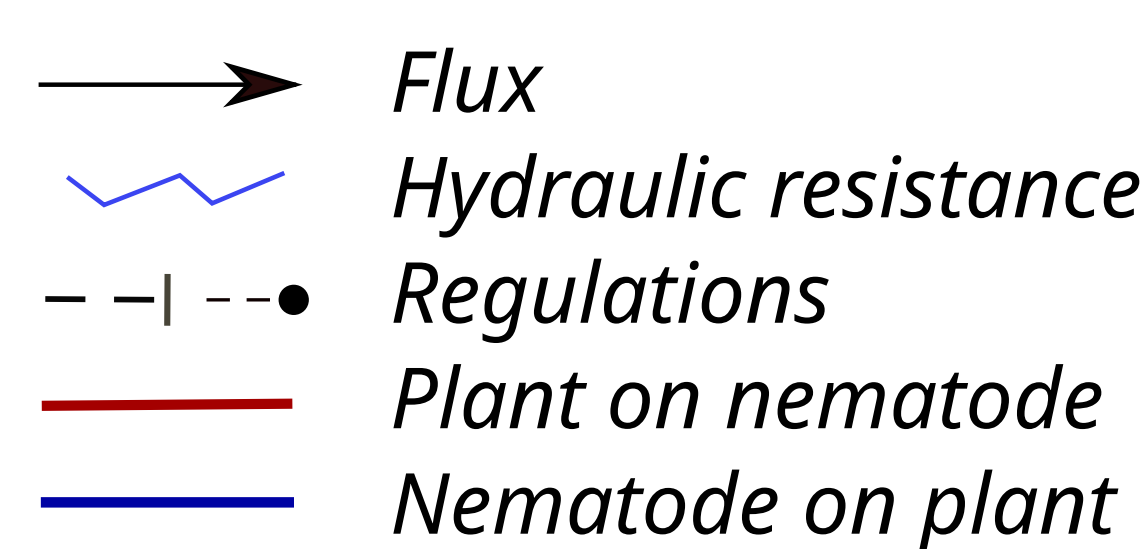 Flux
Hydraulic resistance
Regulations
Plant on nematode
Nematode on plant